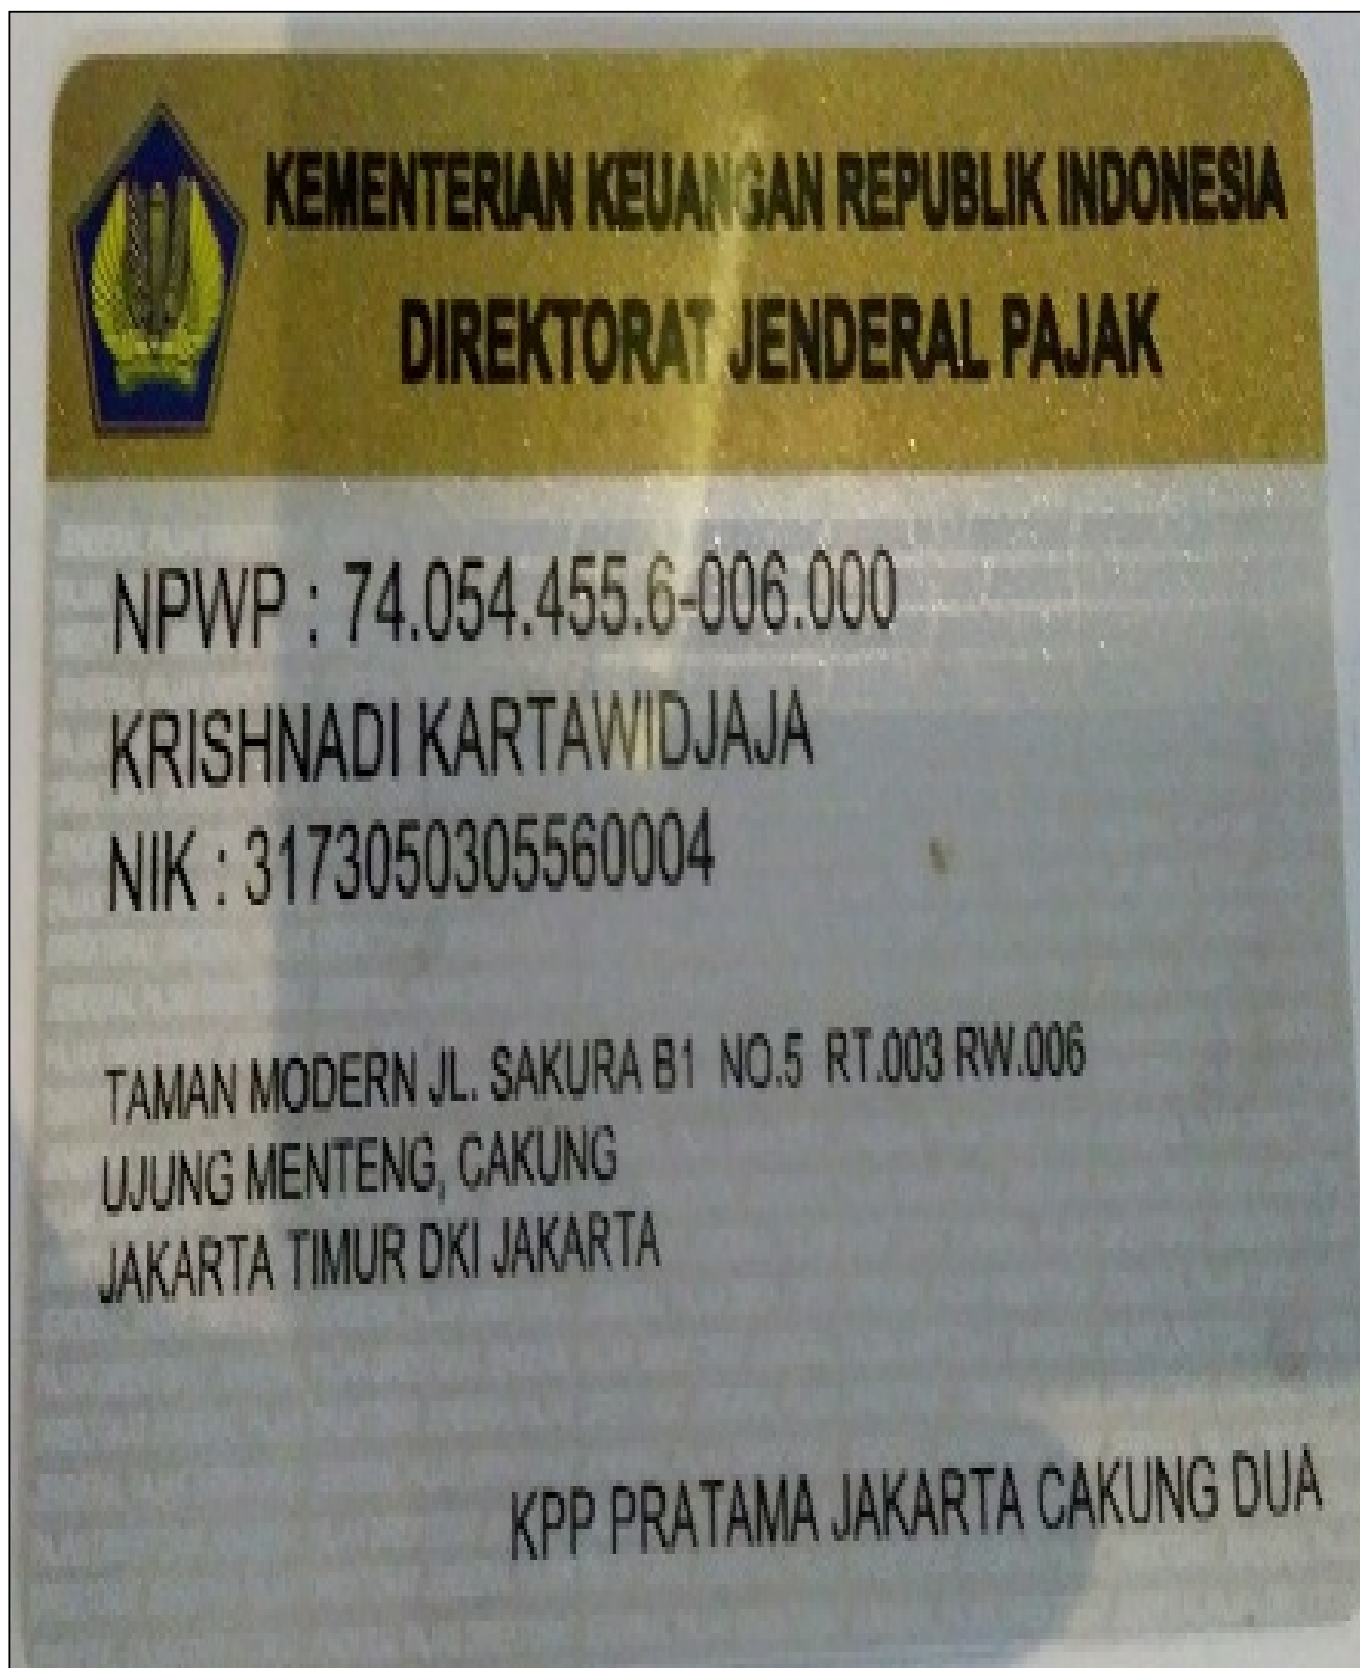 KEMENTERIAN KEUANGAN REPUBLIK INDONESIA
DIREKTORAT JENDERAL PAJAK
NPWP : 74.054.455.6-006.000
KRISHNADI KARTAWIDJAJA
NIK : 3173050305560004
TAMAN MODERN JL. SAKURA B1 NO.5 RT.003 RW.006
UJUNG MENTENG, CAKUNG
JAKARTA TIMUR DKI JAKARTA
KPP PRATAMA JAKARTA CAKUNG DUA